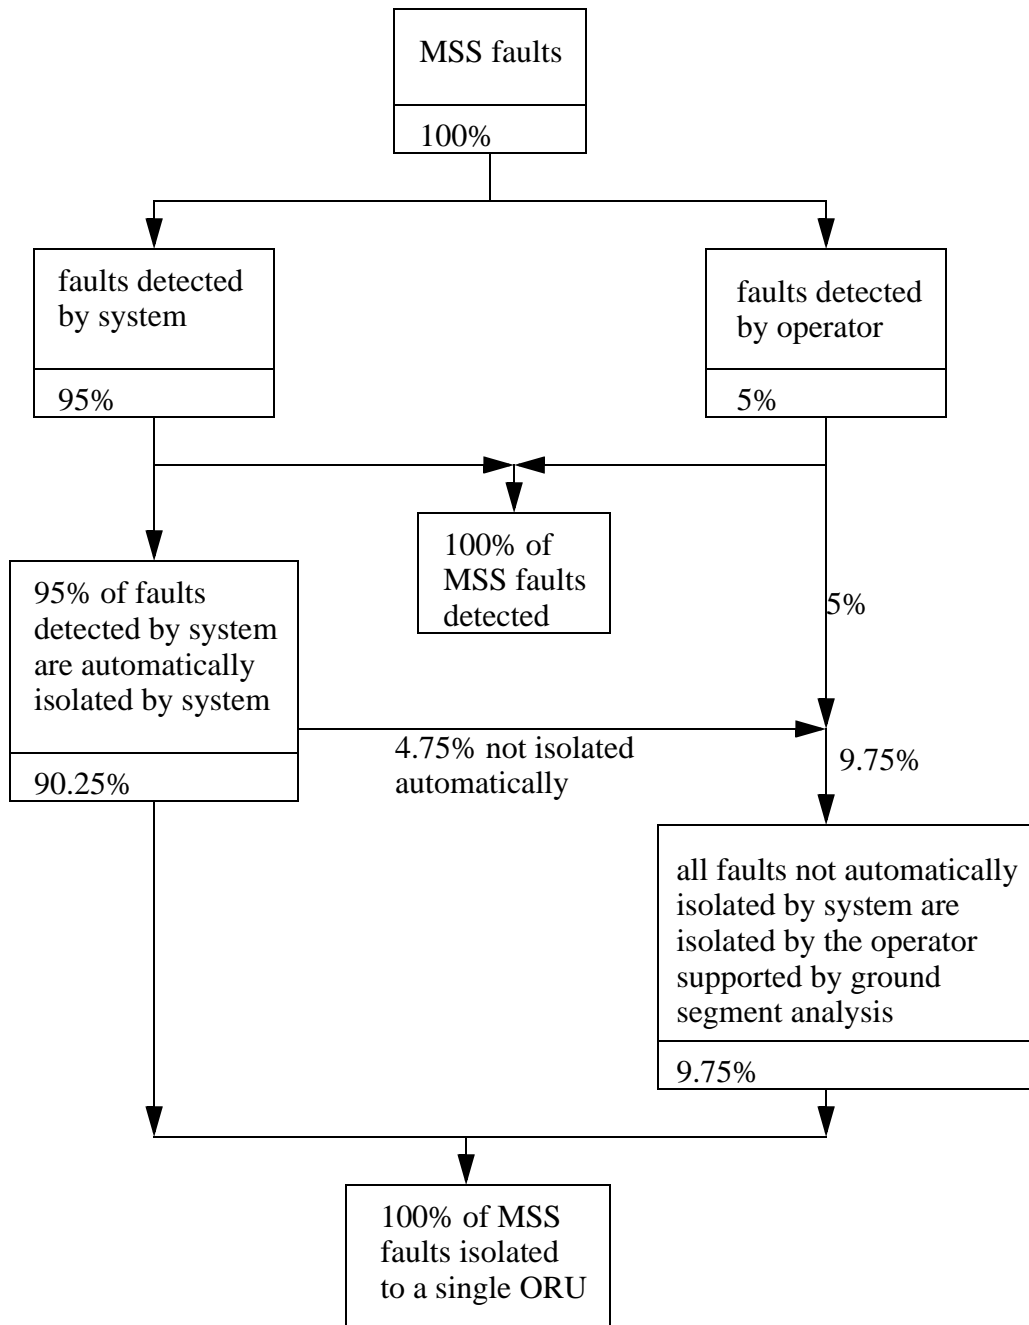 MSS faults
100%
faults detected
by system
95%
faults detected
by operator
5%
100% of
MSS faults
detected
95% of faults
detected by system
are automatically
isolated by system
90.25%
5%
4.75% not isolated
automatically
9.75%
all faults not automatically
isolated by system are
isolated by the operator
supported by ground
segment analysis
9.75%
100% of MSS
faults isolated
to a single ORU